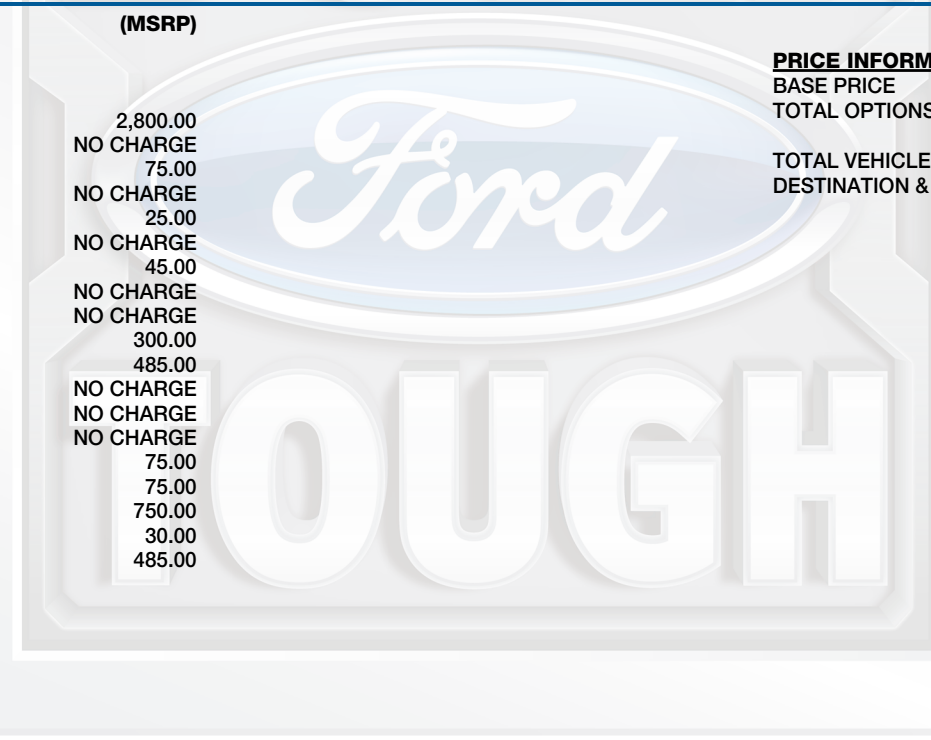 (MSRP)
2,800.00
NO CHARGE
75.00
NO CHARGE
25.00
NO CHARGE
45.00
NO CHARGE
NO CHARGE
300.00
485.00
NO CHARGE
NO CHARGE
NO CHARGE
75.00
75.00
750.00
30.00
485.00
PRICE INFORM
BASE PRICE
TOTAL OPTIONS
TOTAL VEHICLE
DESTINATION &
Ford
TOUGH